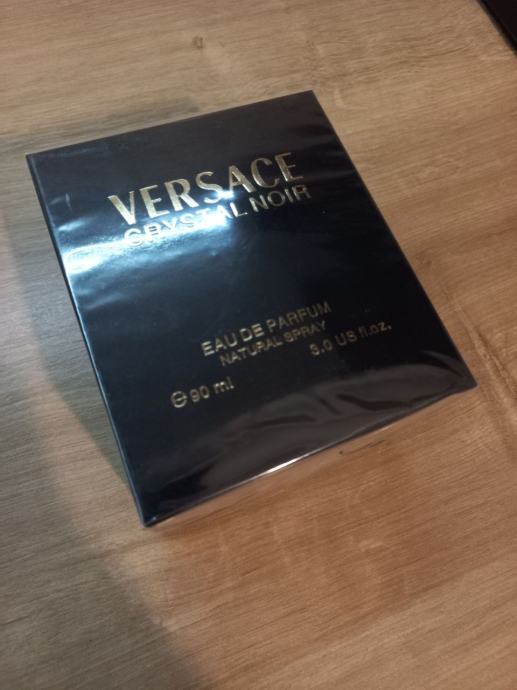 VERSACE
CRYSTAL NOIR
EAU DE PARFUM
NATURAL SPRAY
℮ 90 ml 3.0 US fl.oz.